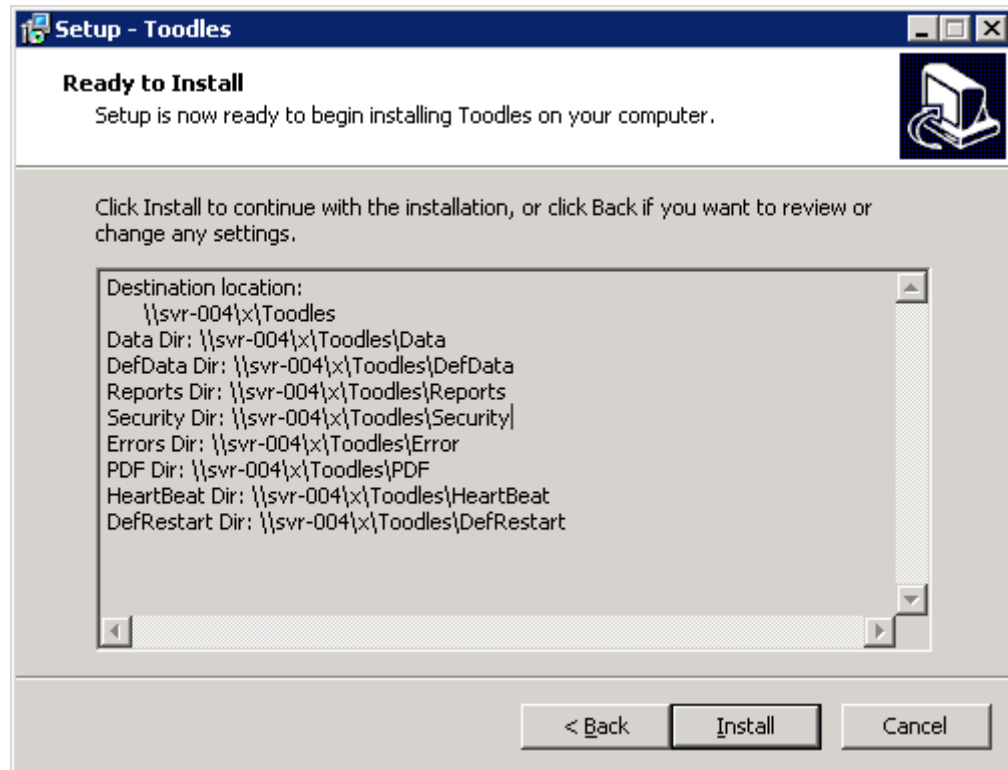 Setup - Toodles
Ready to Install
Setup is now ready to begin installing Toodles on your computer.
Click Install to continue with the installation, or click Back if you want to review or
change any settings.
Destination location:
\\svr-004\x\Toodles
Data Dir: \\svr-004\x\Toodles\Data
DefData Dir: \\svr-004\x\Toodles\DefData
Reports Dir: \\svr-004\x\Toodles\Reports
Security Dir: \\svr-004\x\Toodles\Security
Errors Dir: \\svr-004\x\Toodles\Error
PDF Dir: \\svr-004\x\Toodles\PDF
HeartBeat Dir: \\svr-004\x\Toodles\HeartBeat
DefRestart Dir: \\svr-004\x\Toodles\DefRestart
< Back Install Cancel